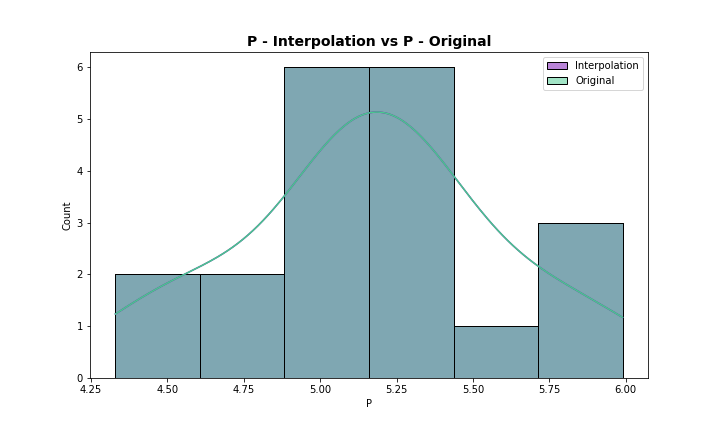 P - Interpolation vs P - Original
Interpolation
Original
6
5
4
3
2
1
0
Count
4.25 4.50 4.75 5.00 5.25 5.50 5.75 6.00
P